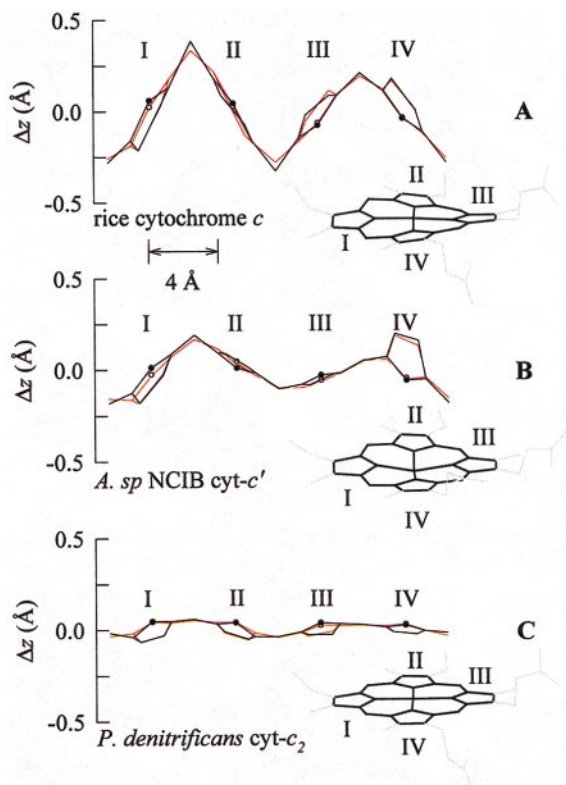 0.5
I II III IV
Δz (Å)
0.0
A
-0.5
rice cytochrome c
II
III
I
IV
4 Å
0.5
I II III IV
Δz (Å)
0.0
B
-0.5
A. sp NCIB cyt-c'
II
III
I
IV
0.5
I II III IV
Δz (Å)
0.0
C
-0.5
P. denitrificans cyt-c₂
II
III
I
IV